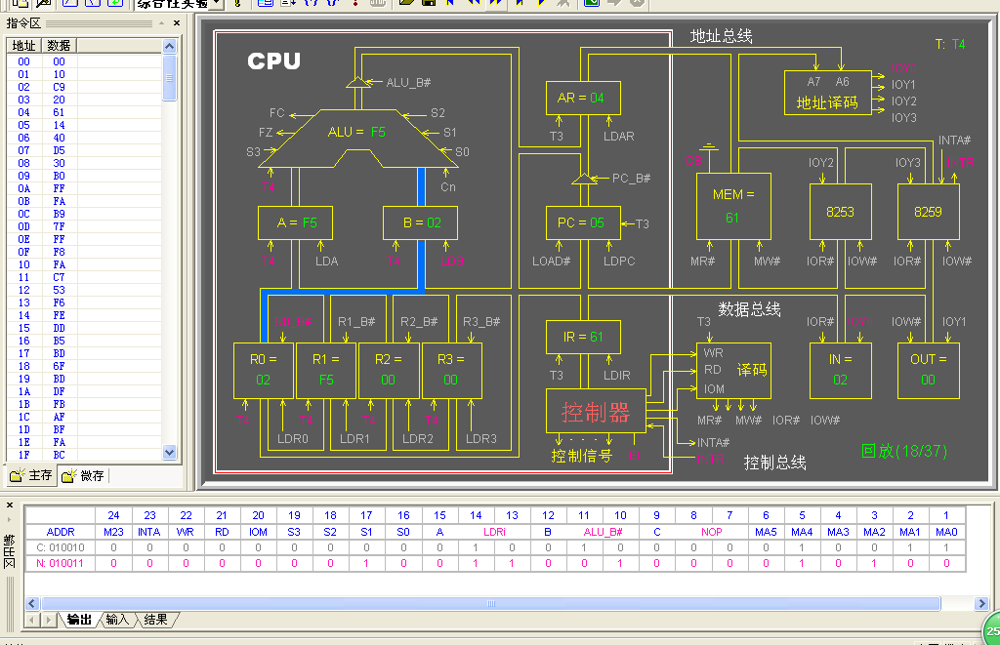 综合性实验
指令区
地址 数据
00 00
01 10
02 C9
03 20
04 61
05 14
06 40
07 D5
08 30
09 B0
0A FF
0B FA
0C B9
0D 7F
0E FF
0F F8
10 FA
11 C7
12 53
13 F6
14 FE
15 DD
16 B5
17 BD
18 6F
19 BD
1A DF
1B FB
1C AF
1D BF
1E FA
1F BC
主存 微存
CPU
地址总线
T: T4
ALU_B#
FC
S2
FZ
ALU = F5
S1
S3
S0
Cn
A = F5
B = 02
LDA
AR = 04
T3 LDAR
PC_B#
PC = 05
T3
LOAD# LDPC
A7 A6
地址译码
IOY1
IOY2
IOY3
INTA#
MEM =
61
MR# MW#
IOY2
8253
IOR# IOW#
IOY3
8259
IOR# IOW#
数据总线
R1_B# R2_B# R3_B#
R0 =
02
R1 =
F5
R2 =
00
R3 =
00
T4 T4 T4 T4
LDR0 LDR1 LDR2 LDR3
IR = 61
T3 LDIR
控制器
控制信号
T3
WR
RD
IOM
译码
MR# MW# IOR# IOW#
INTA#
INTR
控制总线
IOR#
IN =
02
IOW# IOY1
OUT =
00
回放(18/37)
24 23 22 21 20 19 18 17 16 15 14 13 12 11 10 9 8 7 6 5 4 3 2 1
ADDR M23 INTA WR RD IOM S3 S2 S1 S0 A LDRi B ALU_B# C NOP MA5 MA4 MA3 MA2 MA1 MA0
C: 010010 0 0 0 0 0 0 0 0 0 0 1 0 0 1 0 0 0 0 0 1 0 0 1 1
N: 010011 0 0 0 0 0 0 0 1 0 0 1 1 0 0 1 0 0 0 0 1 0 1 0 0
输出 输入 结果
25